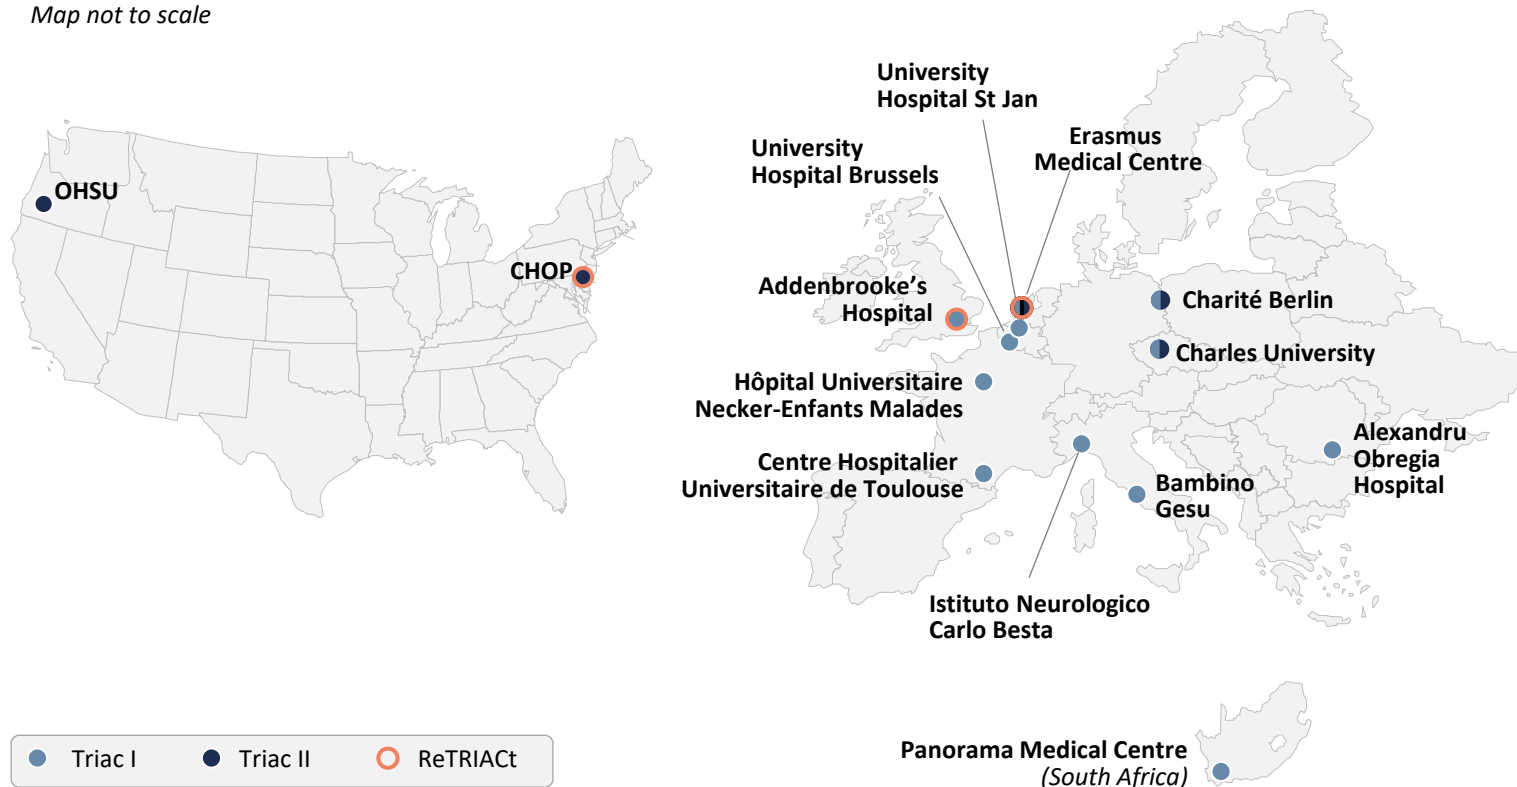 Map not to scale
OHSU
CHOP
University
Hospital St Jan
University
Hospital Brussels
Erasmus
Medical Centre
Addenbrooke’s
Hospital
Charité Berlin
Charles University
Hôpital Universitaire
Necker-Enfants Malades
Centre Hospitalier
Universitaire de Toulouse
Alexandru
Obregia
Hospital
Bambino
Gesu
Istituto Neurologico
Carlo Besta
Panorama Medical Centre
(South Africa)
Triac I
Triac II
ReTRIACt